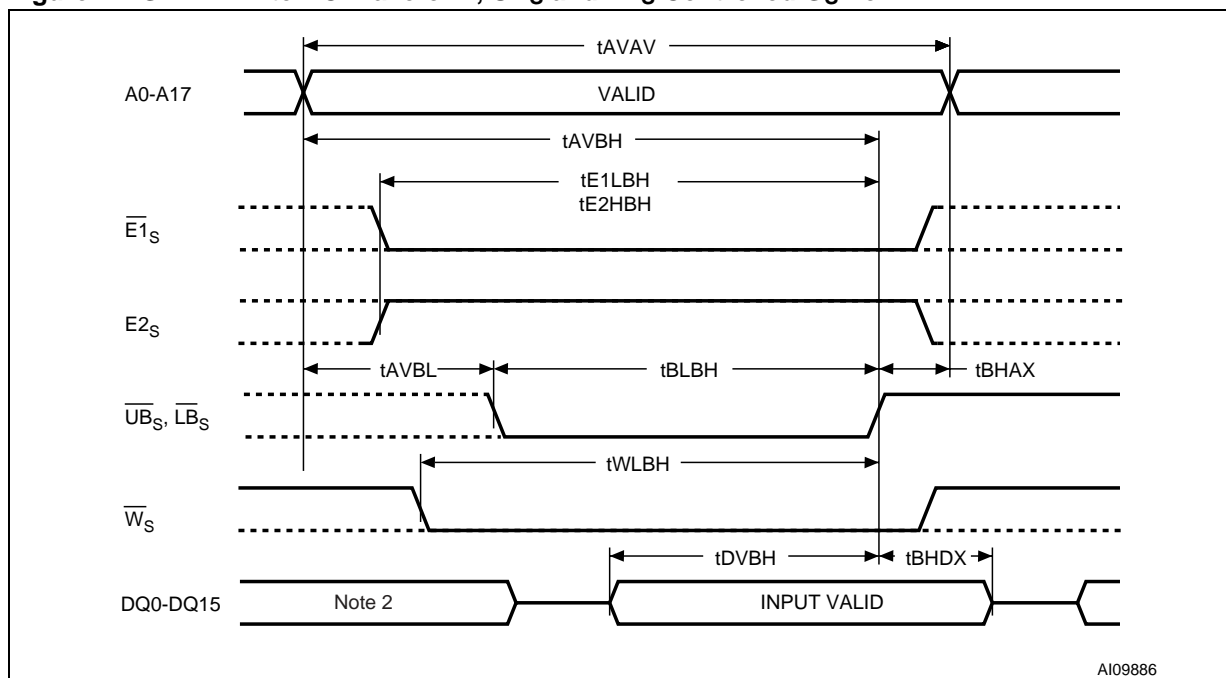 tAVAV
A0-A17
VALID
tAVBH
tE1LBH
tE2HBH
E1S
E2S
tAVBL
tBLBH
tBHAX
UBS, LBS
tWLBH
WS
tDVBH
tBHDX
DQ0-DQ15
Note 2
INPUT VALID
AI09886